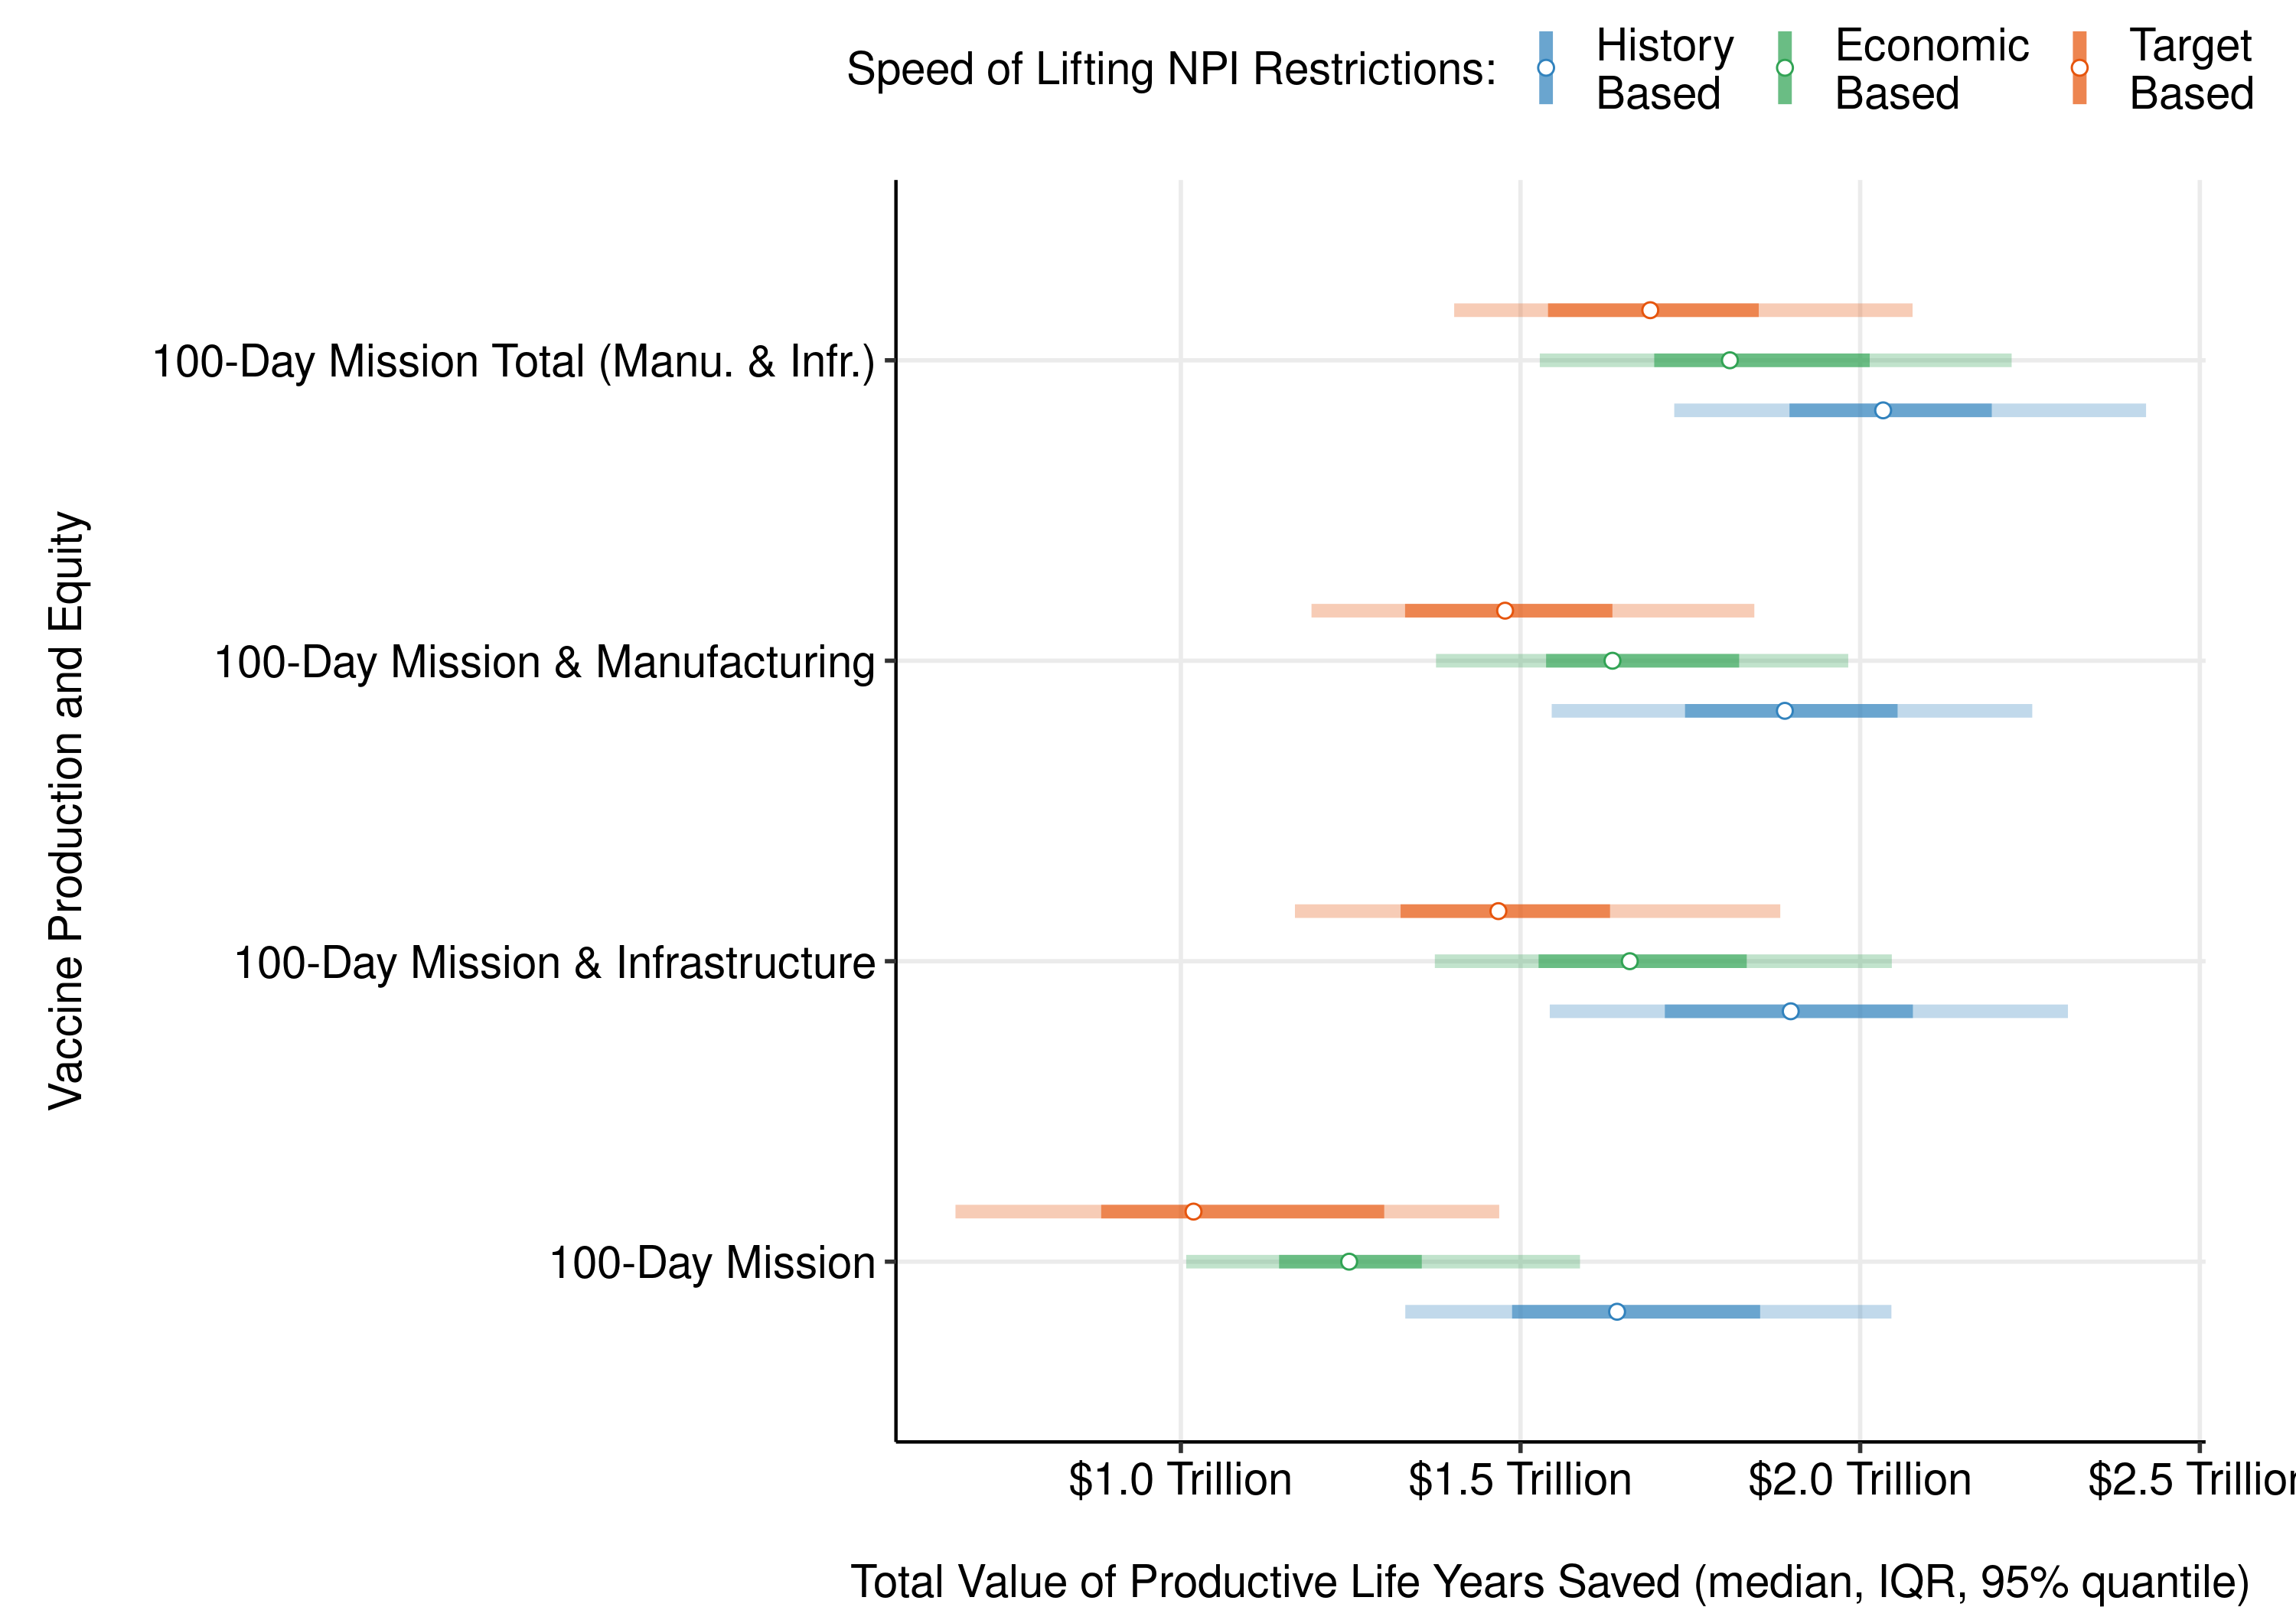 Speed of Lifting NPI Restrictions:
History
Based
Economic
Based
Target
Based
Vaccine Production and Equity
100-Day Mission Total (Manu. & Infr.)
100-Day Mission & Manufacturing
100-Day Mission & Infrastructure
100-Day Mission
$1.0 Trillion
$1.5 Trillion
$2.0 Trillion
$2.5 Trillion
Total Value of Productive Life Years Saved (median, IQR, 95% quantile)